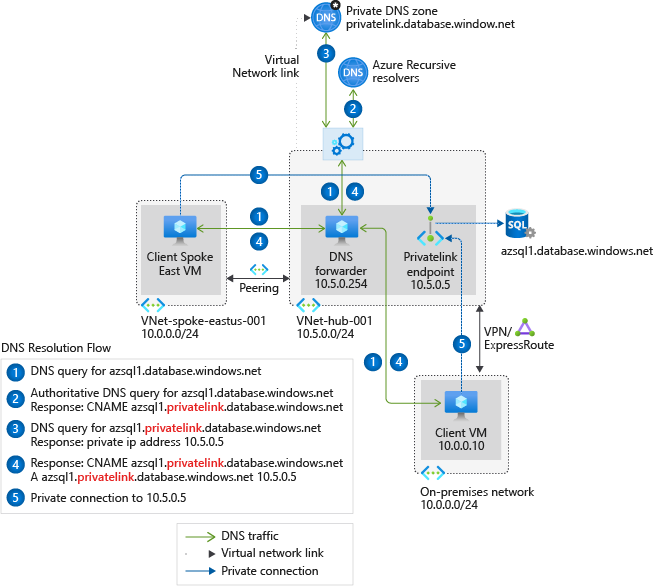 DNS
*
Private DNS zone
privatelink.database.window.net
3
Virtual
Network link
DNS
Azure Recursive
resolvers
2
5
1
4
1
4
SQL
azsql1.database.windows.net
Client Spoke
East VM
DNS
forwarder
10.5.0.254
Privatelink
endpoint
10.5.0.5
Peering
VNet-spoke-eastus-001
10.0.0.0/24
VNet-hub-001
10.5.0.0/24
VPN/
ExpressRoute
5
1
4
Client VM
10.0.0.10
On-premises network
10.0.0.0/24
DNS Resolution Flow
1 DNS query for azsql1.database.windows.net
2 Authoritative DNS query for azsql1.database.windows.net
Response: CNAME azsql1.privatelink.database.windows.net
3 DNS query for azsql1.privatelink.database.windows.net
Response: private ip address 10.5.0.5
4 Response: CNAME azsql1.privatelink.database.windows.net
A azsql1.privatelink.database.windows.net 10.5.0.5
5 Private connection to 10.5.0.5
DNS traffic
Virtual network link
Private connection